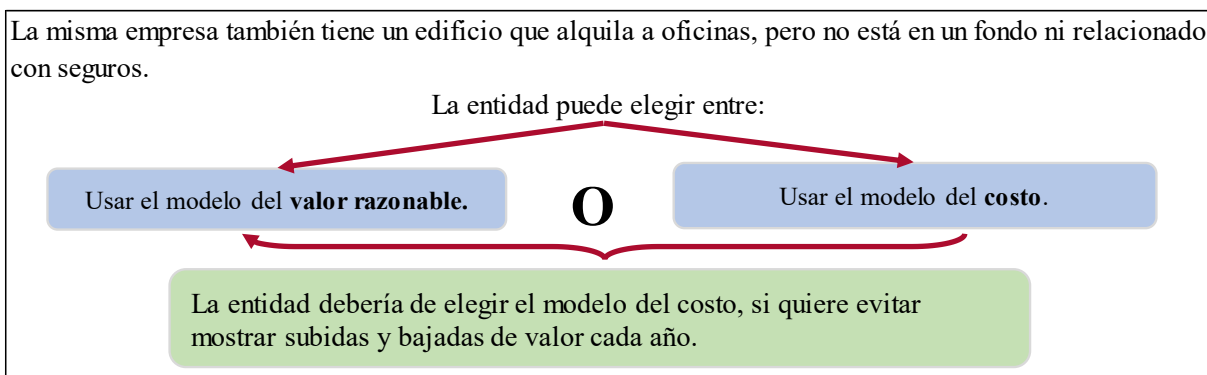 La misma empresa también tiene un edificio que alquila a oficinas, pero no está en un fondo ni relacionado
con seguros.
La entidad puede elegir entre:
Usar el modelo del valor razonable.
O
Usar el modelo del costo.
La entidad debería de elegir el modelo del costo, si quiere evitar
mostrar subidas y bajadas de valor cada año.